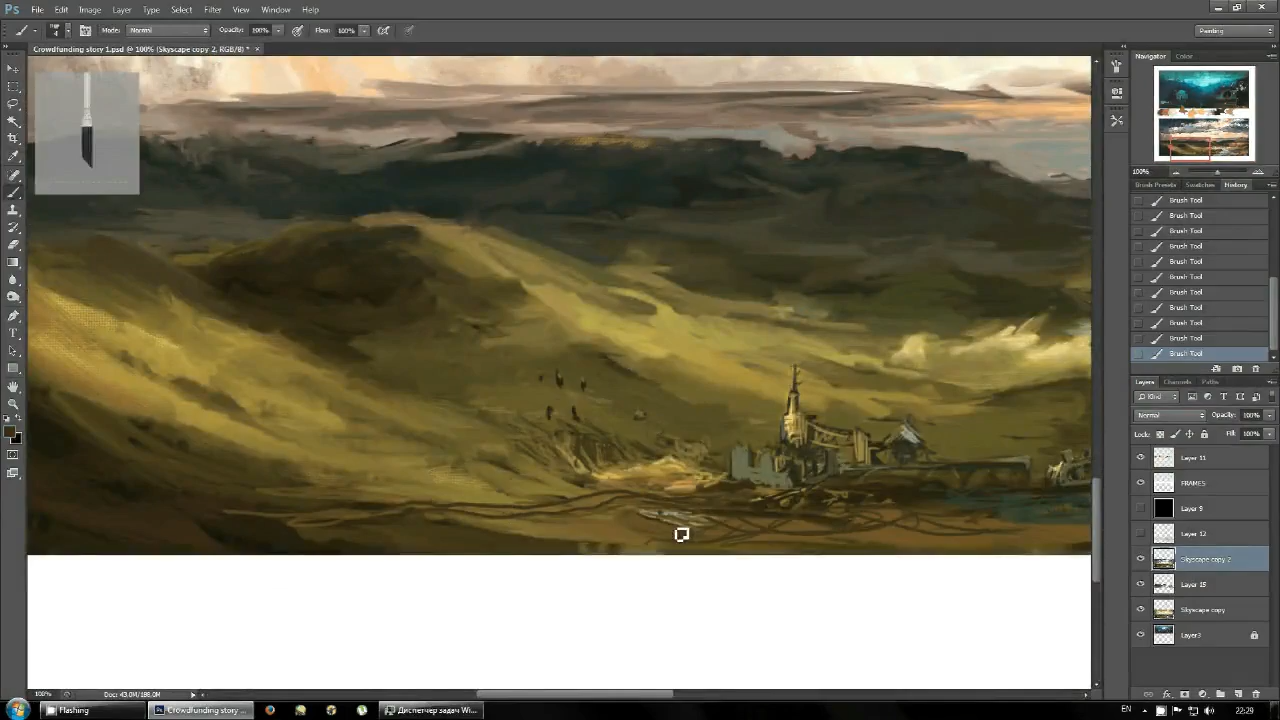 Ps File Edit Image Layer Type Select Filter View Window Help
Mode: Normal Opacity: 100% Flow: 100% Painting
Crowdfunding story 1.psd @ 100% (Skyscape copy 2, RGB/8) * ×
Navigator Color
100%
Brush Presets Swatches History
Brush Tool
Brush Tool
Brush Tool
Brush Tool
Brush Tool
Brush Tool
Brush Tool
Brush Tool
Brush Tool
Brush Tool
Brush Tool
Layers Channels Paths
Kind
Normal Opacity: 100%
Lock: Fill: 100%
Layer 11
FRAMES
Layer 9
Layer 12
Skyscape copy 2
Layer 15
Skyscape copy
Layer3
100% Doc: 43,0M/198,0M
Flashing Crowdfunding story ... Диспетчер задач Wi... EN 22:29